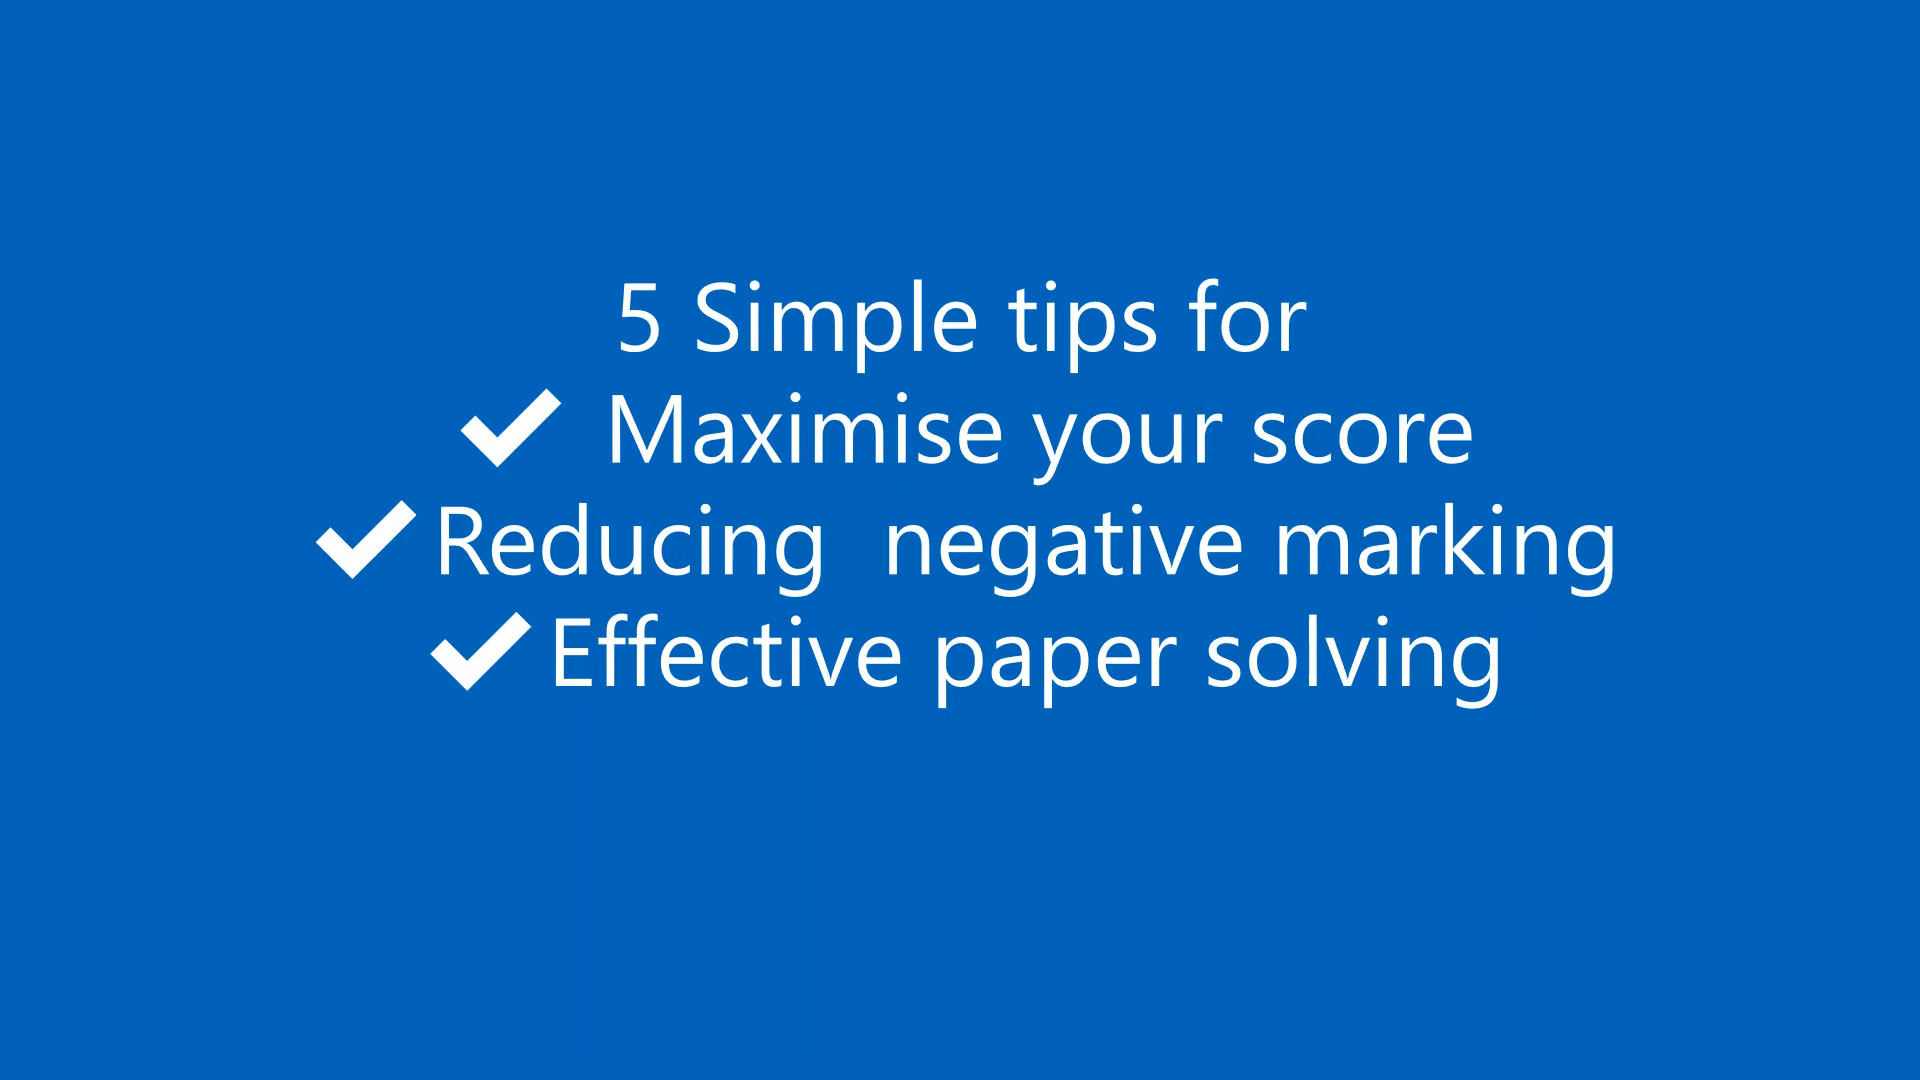 5 Simple tips for
✔ Maximise your score
✔ Reducing  negative marking
✔ Effective paper solving